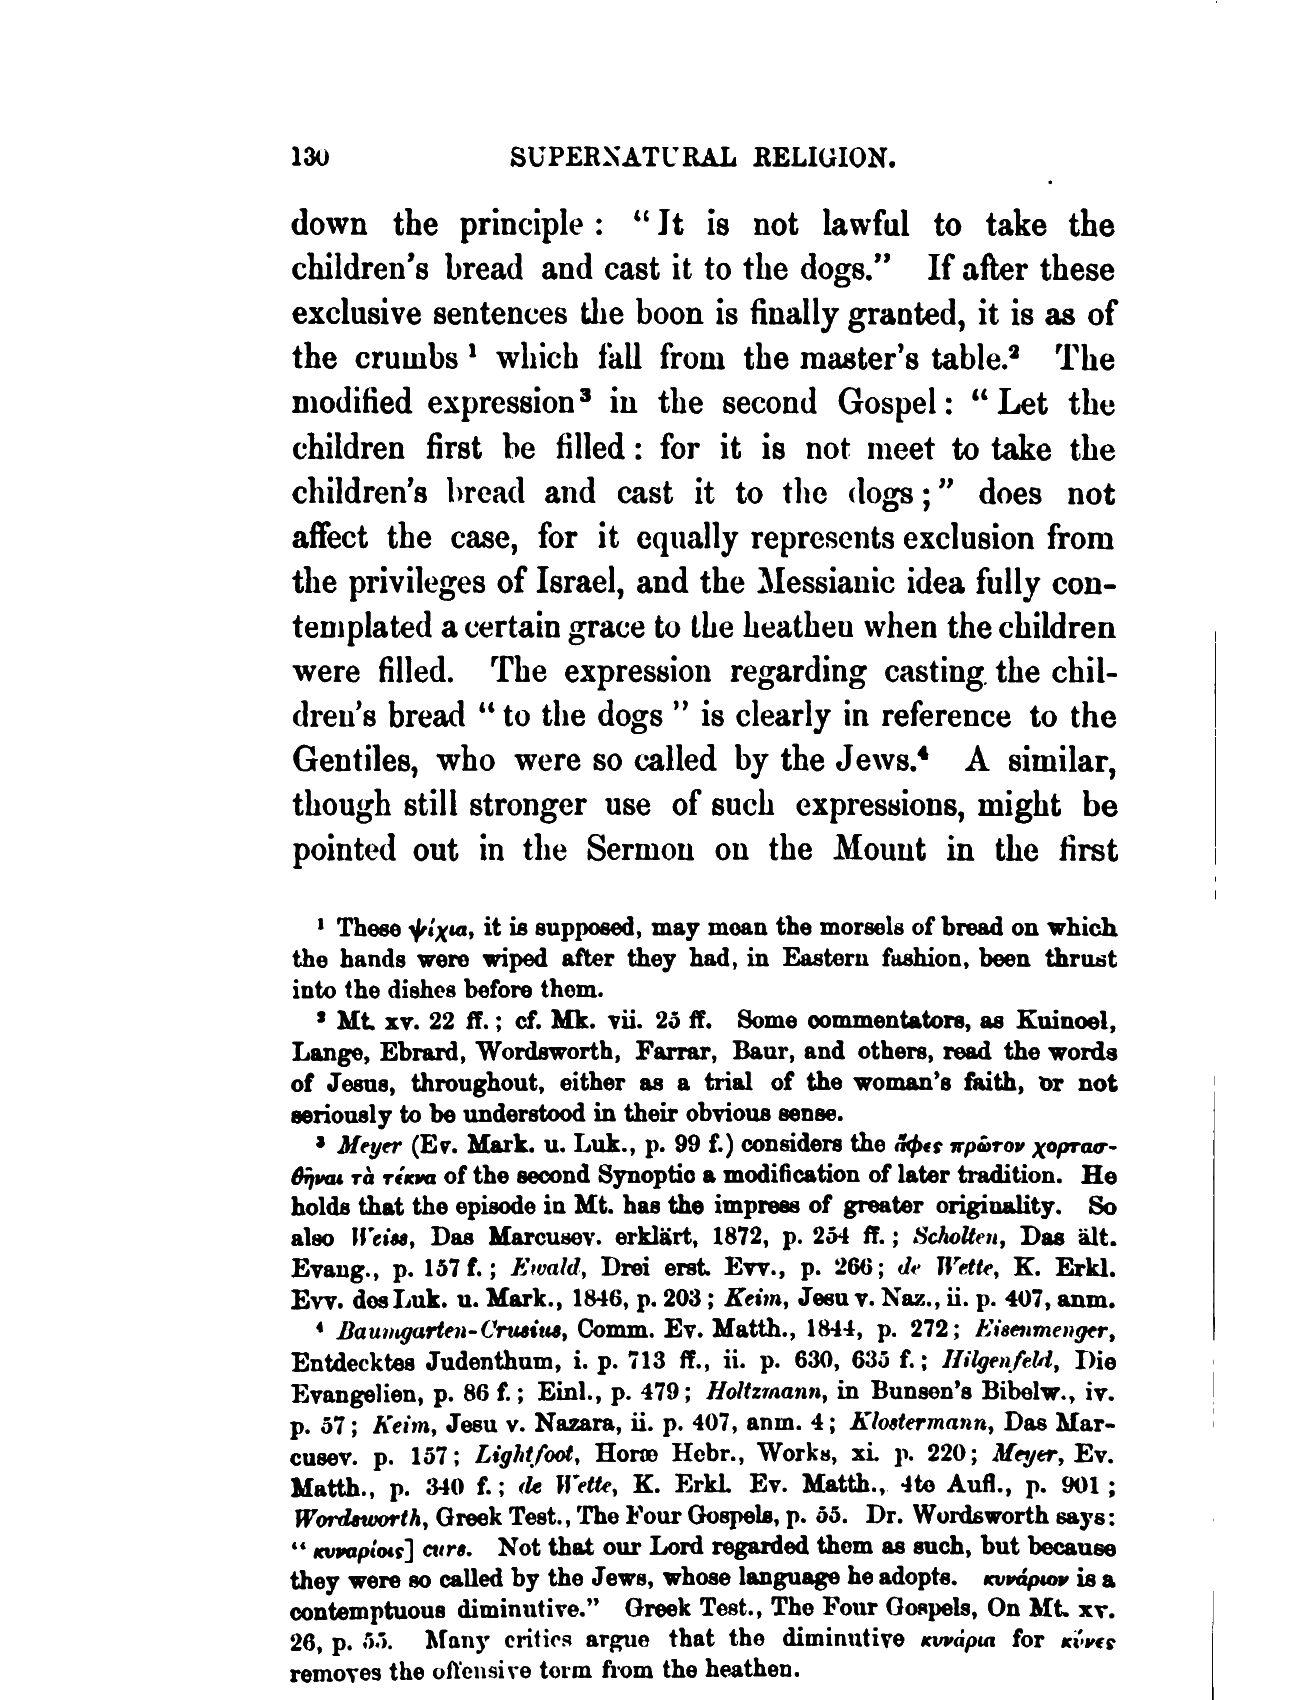 130 SUPERNATURAL RELIGION.
down the principle : “ It is not lawful to take the
children’s bread and cast it to the dogs.” If after these
exclusive sentences the boon is finally granted, it is as of
the crumbs ¹ which fall from the master’s table.² The
modified expression ³ in the second Gospel : “ Let the
children first be filled : for it is not meet to take the
children’s bread and cast it to the dogs ; ” does not
affect the case, for it equally represents exclusion from
the privileges of Israel, and the Messianic idea fully con-
templated a certain grace to the heathen when the children
were filled. The expression regarding casting the chil-
dren’s bread “ to the dogs ” is clearly in reference to the
Gentiles, who were so called by the Jews.⁴ A similar,
though still stronger use of such expressions, might be
pointed out in the Sermon on the Mount in the first
¹ These ψίχια, it is supposed, may mean the morsels of bread on which
the hands were wiped after they had, in Eastern fashion, been thrust
into the dishes before them.
² Mt. xv. 22 ff. ; cf. Mk. vii. 25 ff. Some commentators, as Kuinoel,
Lange, Ebrard, Wordsworth, Farrar, Baur, and others, read the words
of Jesus, throughout, either as a trial of the woman’s faith, or not
seriously to be understood in their obvious sense.
³ Meyer (Ev. Mark. u. Luk., p. 99 f.) considers the ἄφες πρῶτον χορτασ-
θῆναι τὰ τέκνα of the second Synoptic a modification of later tradition. He
holds that the episode in Mt. has the impress of greater originality. So
also Weiss, Das Marcusev. erklärt, 1872, p. 254 ff. ; Scholten, Das ält.
Evang., p. 157 f. ; Ewald, Drei erst. Evv., p. 266 ; de Wette, K. Erkl.
Evv. des Luk. u. Mark., 1846, p. 203 ; Keim, Jesu v. Naz., ii. p. 407, anm.
⁴ Baumgarten-Crusius, Comm. Ev. Matth., 1844, p. 272 ; Eisenmenger,
Entdecktes Judenthum, i. p. 713 ff., ii. p. 630, 635 f. ; Hilgenfeld, Die
Evangelien, p. 86 f. ; Einl., p. 479 ; Holtzmann, in Bunsen’s Bibelw., iv.
p. 57 ; Keim, Jesu v. Nazara, ii. p. 407, anm. 4 ; Klostermann, Das Mar-
cusev. p. 157 ; Lightfoot, Horæ Hebr., Works, xi. p. 220 ; Meyer, Ev.
Matth., p. 340 f. ; de Wette, K. Erkl. Ev. Matth., 4te Aufl., p. 901 ;
Wordsworth, Greek Test., The Four Gospels, p. 55. Dr. Wordsworth says :
“ κυναρίοις] curs. Not that our Lord regarded them as such, but because
they were so called by the Jews, whose language he adopts. κυνάριον is a
contemptuous diminutive.” Greek Test., The Four Gospels, On Mt. xv.
26, p. 55. Many critics argue that the diminutive κυνάρια for κύνες
removes the offensive term from the heathen.